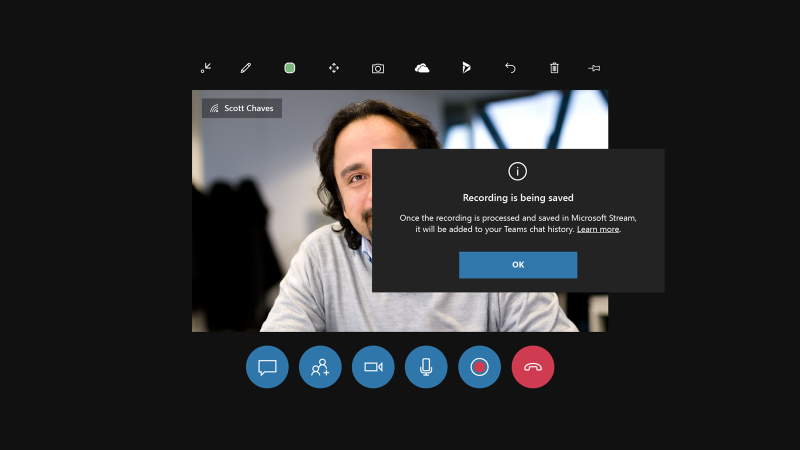 Scott Chaves
Recording is being saved
Once the recording is processed and saved in Microsoft Stream,
it will be added to your Teams chat history. Learn more.
OK